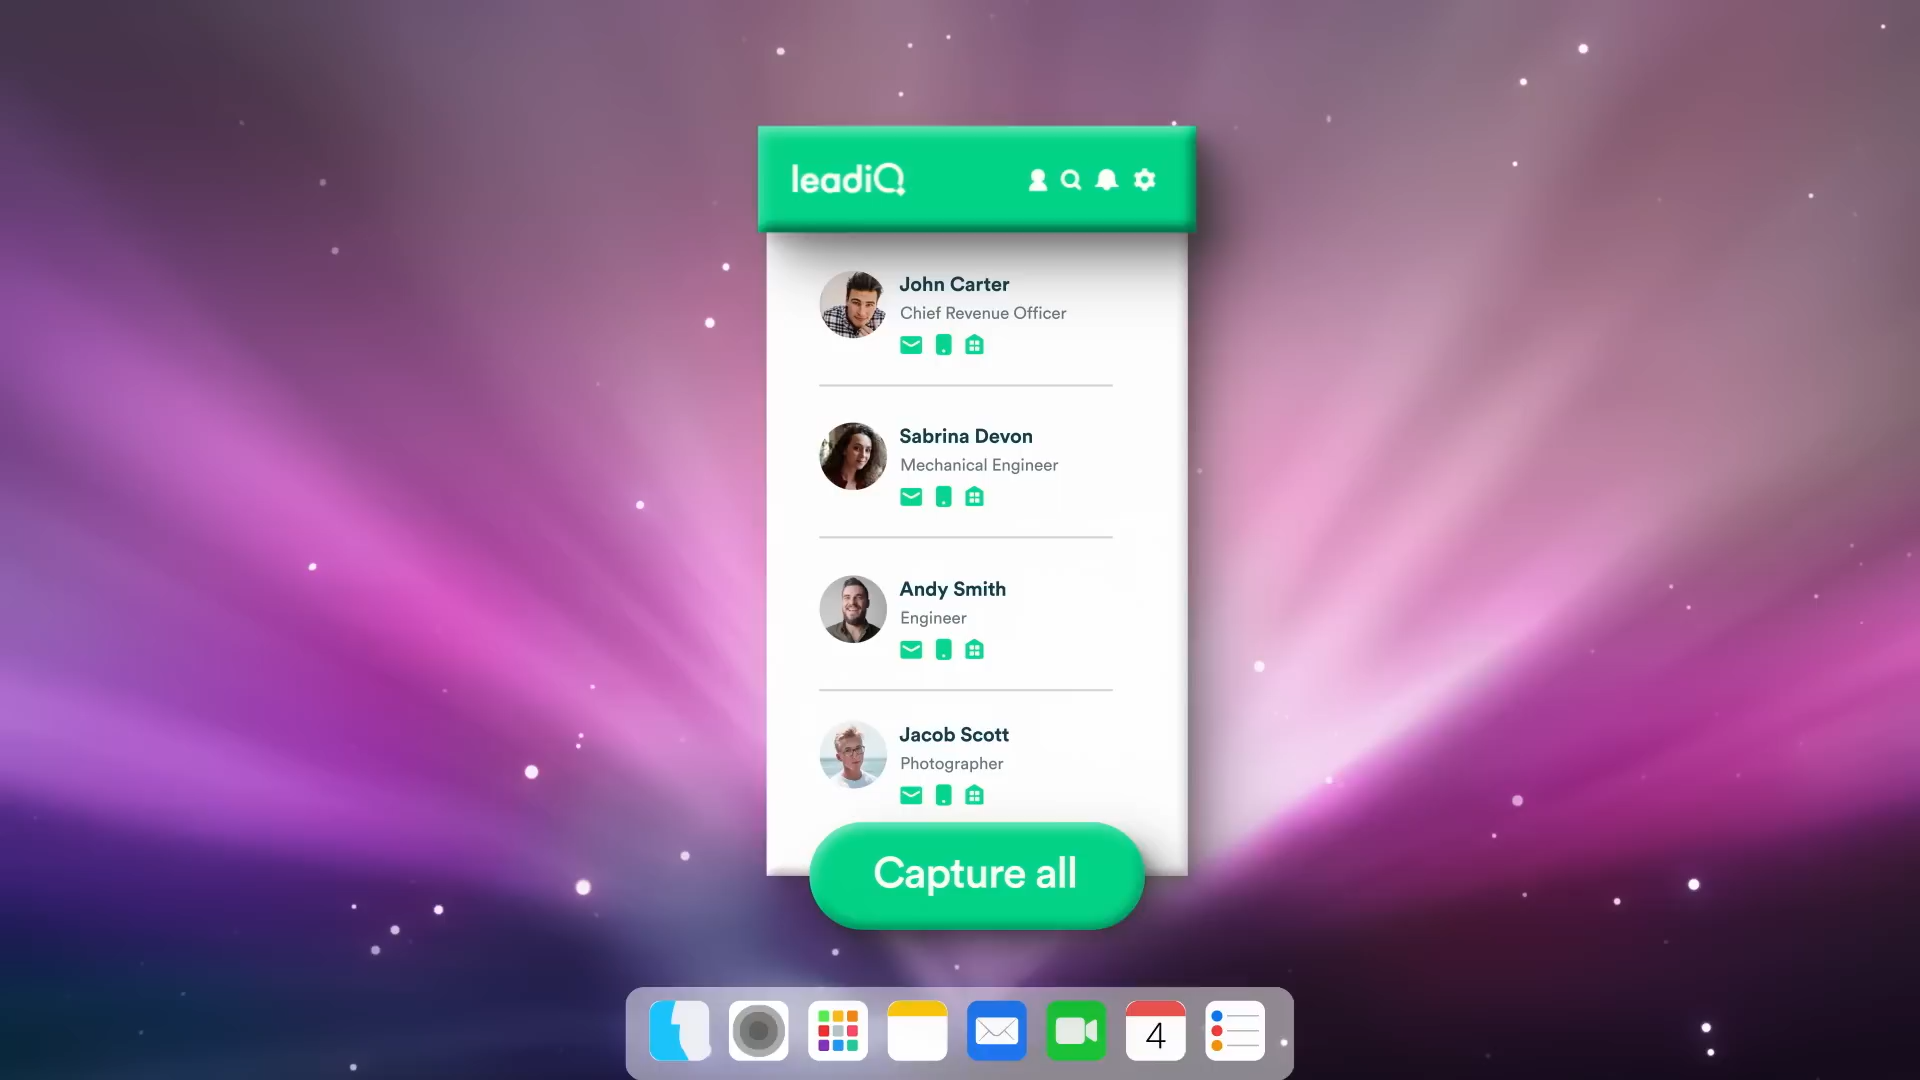 leadiQ
John Carter
Chief Revenue Officer
Sabrina Devon
Mechanical Engineer
Andy Smith
Engineer
Jacob Scott
Photographer
Capture all
4